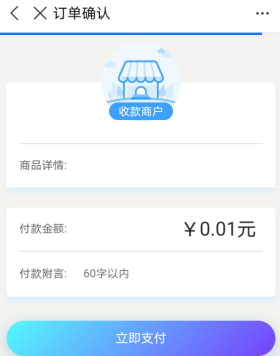 订单确认
收款商户
商品详情:
付款金额: ￥0.01元
付款附言: 60字以内
立即支付